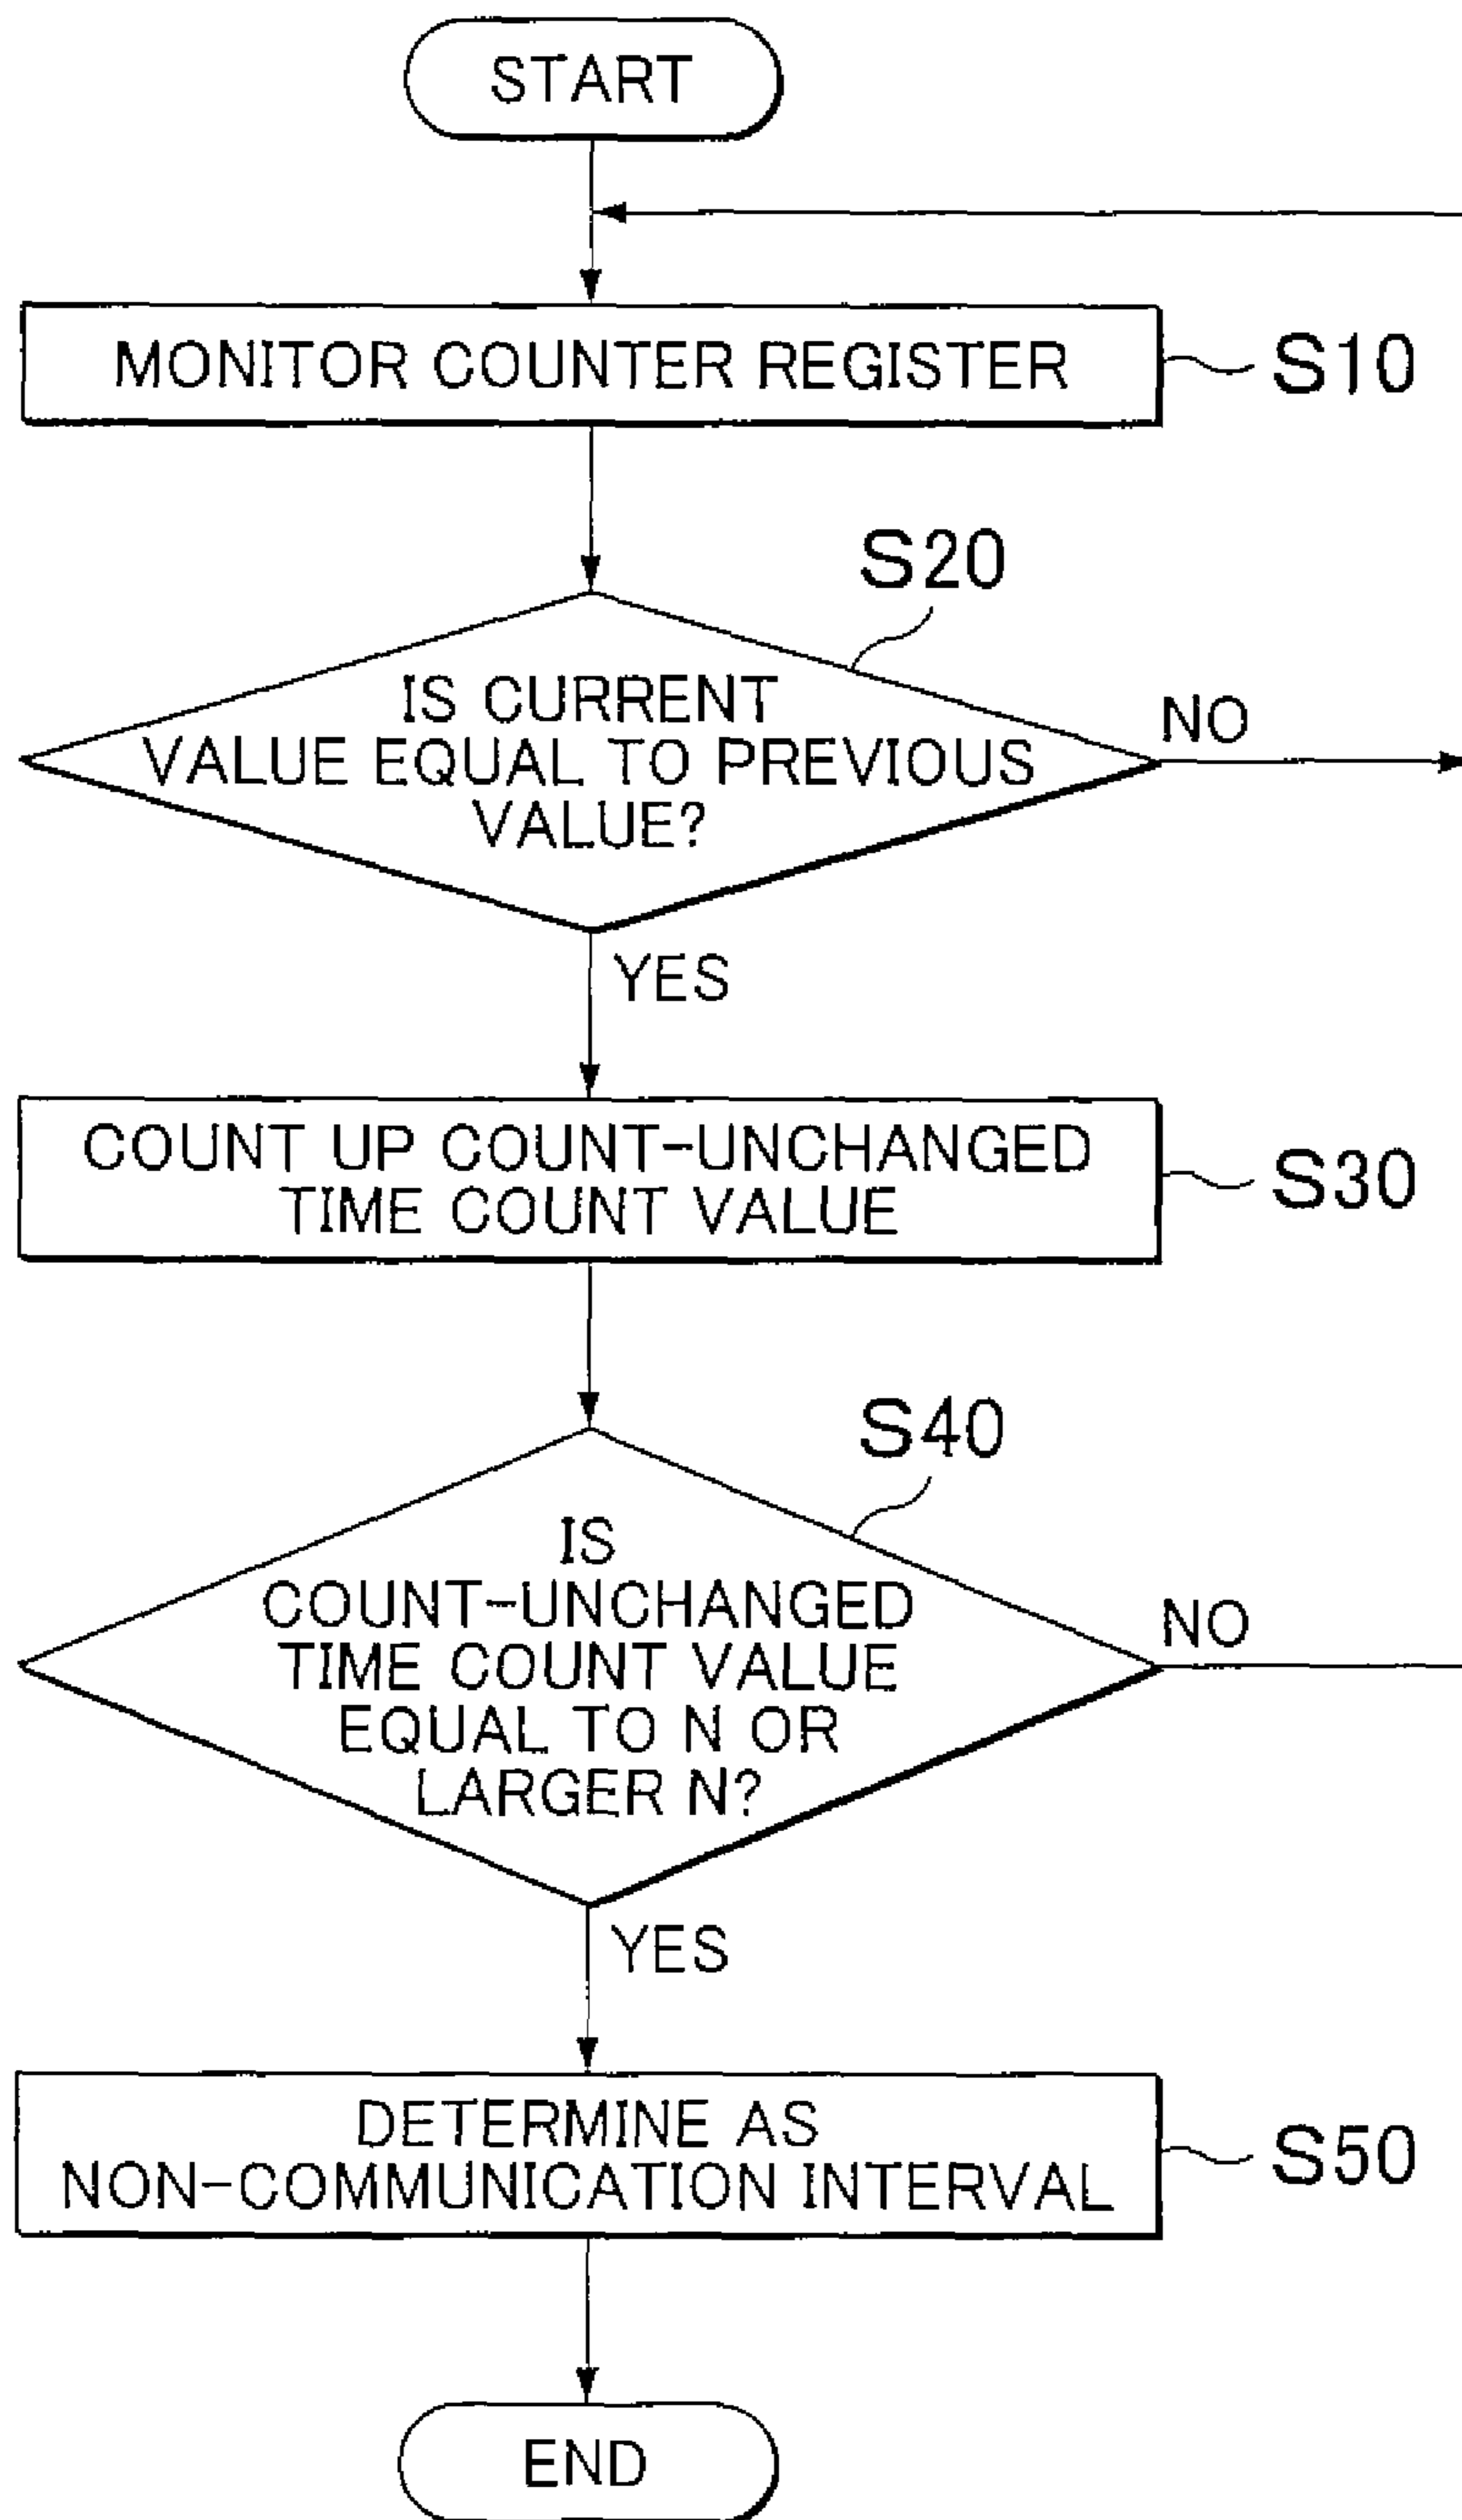 START
MONITOR COUNTER REGISTER
S10
S20
IS CURRENT
VALUE EQUAL TO PREVIOUS
VALUE?
NO
YES
COUNT UP COUNT-UNCHANGED
TIME COUNT VALUE
S30
S40
IS
COUNT-UNCHANGED
TIME COUNT VALUE
EQUAL TO N OR
LARGER N?
NO
YES
DETERMINE AS
NON-COMMUNICATION INTERVAL
S50
END